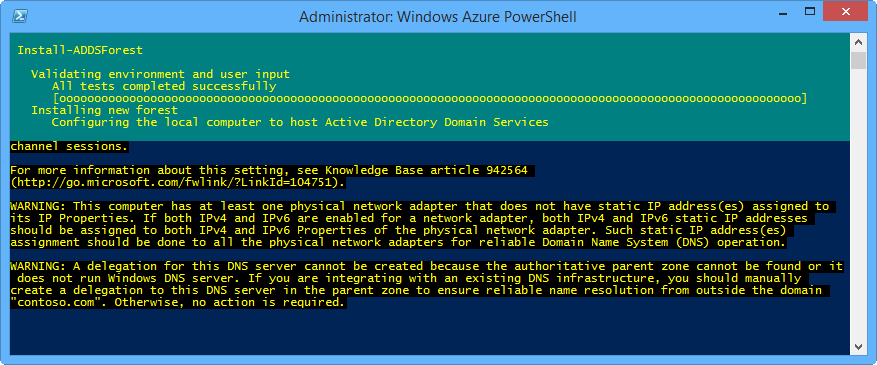 Administrator: Windows Azure PowerShell
Install-ADDSForest
Validating environment and user input
All tests completed successfully
[oooooooooooooooooooooooooooooooooooooooooooooooooooooooooooooooooooooooooooooooooooooooooooooooooooooooooo]
Installing new forest
Configuring the local computer to host Active Directory Domain Services
channel sessions.
For more information about this setting, see Knowledge Base article 942564
(http://go.microsoft.com/fwlink/?LinkId=104751).
WARNING: This computer has at least one physical network adapter that does not have static IP address(es) assigned to
its IP Properties. If both IPv4 and IPv6 are enabled for a network adapter, both IPv4 and IPv6 static IP addresses
should be assigned to both IPv4 and IPv6 Properties of the physical network adapter. Such static IP address(es)
assignment should be done to all the physical network adapters for reliable Domain Name System (DNS) operation.
WARNING: A delegation for this DNS server cannot be created because the authoritative parent zone cannot be found or it
does not run Windows DNS server. If you are integrating with an existing DNS infrastructure, you should manually
create a delegation to this DNS server in the parent zone to ensure reliable name resolution from outside the domain
"contoso.com". Otherwise, no action is required.